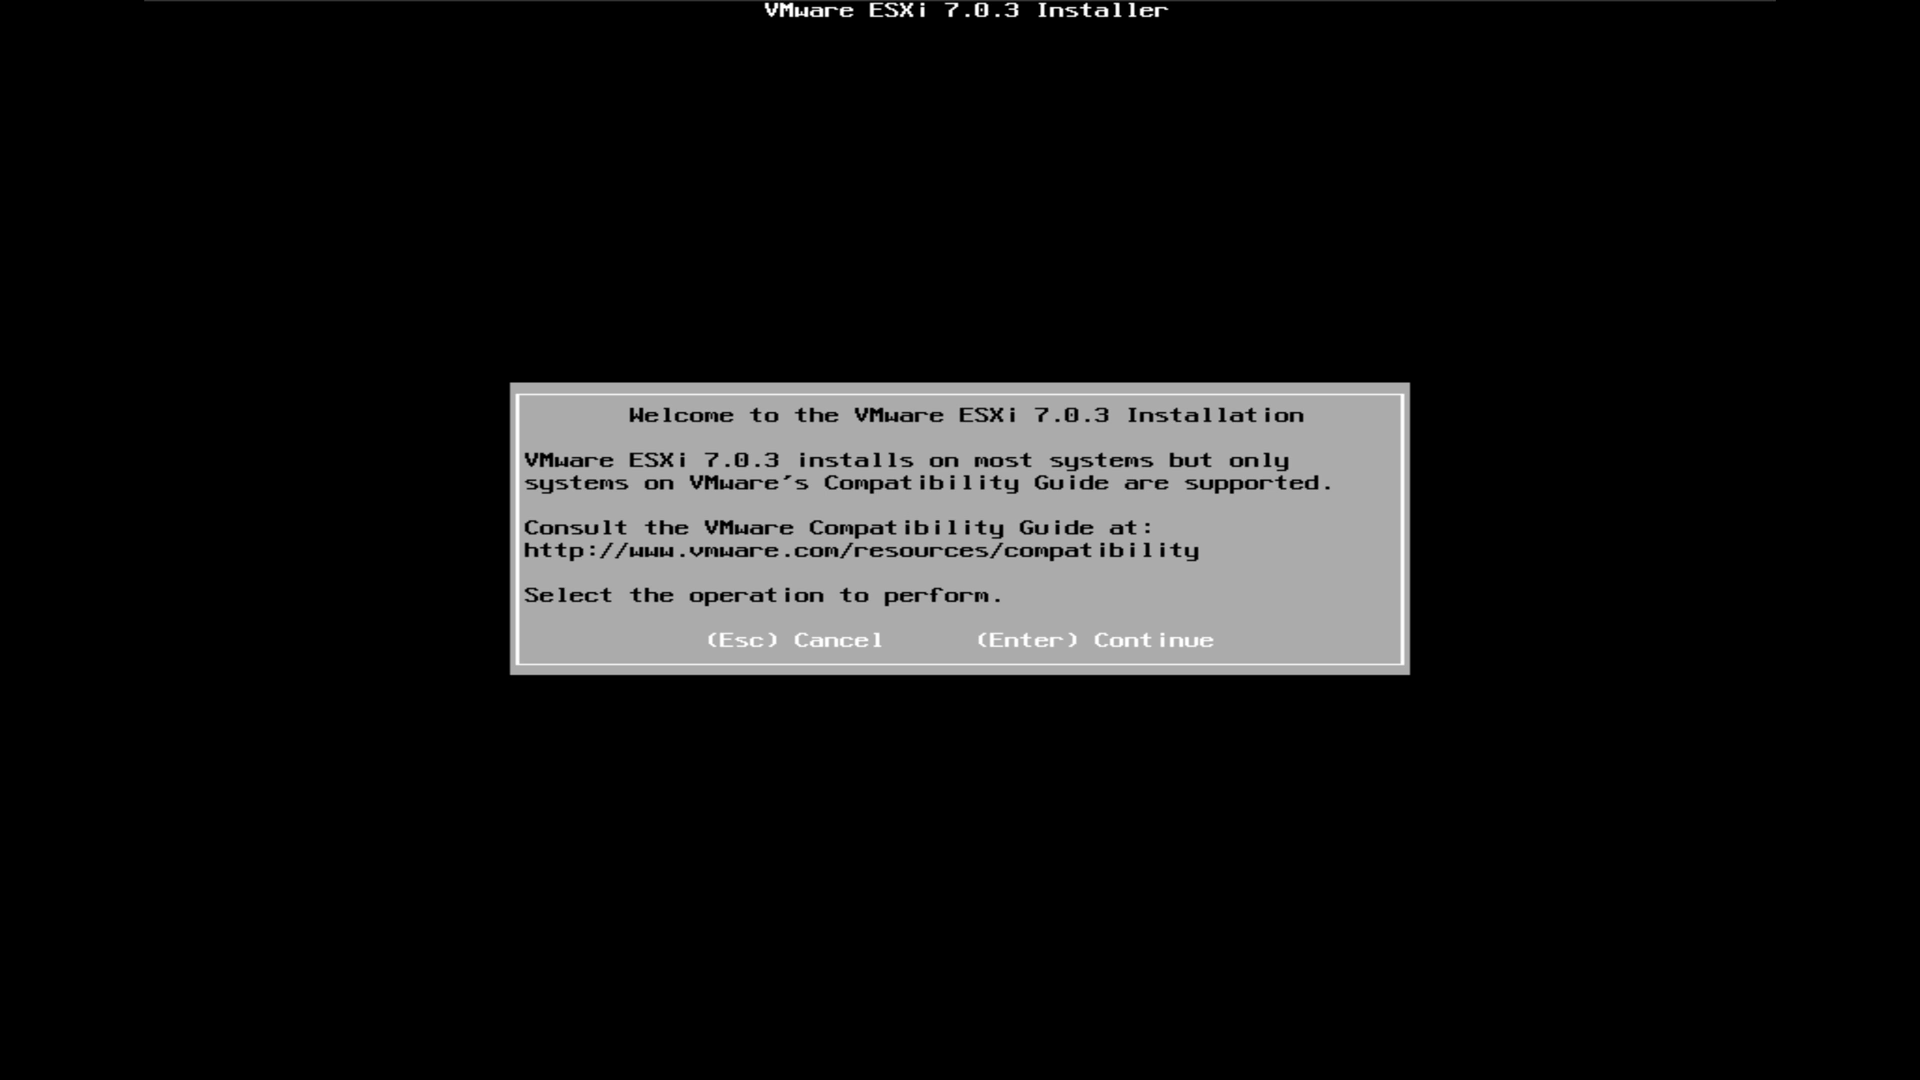 VMware ESXi 7.0.3 Installer
Welcome to the VMware ESXi 7.0.3 Installation
VMware ESXi 7.0.3 installs on most systems but only
systems on VMware's Compatibility Guide are supported.
Consult the VMware Compatibility Guide at:
http://www.vmware.com/resources/compatibility
Select the operation to perform.
(Esc) Cancel (Enter) Continue